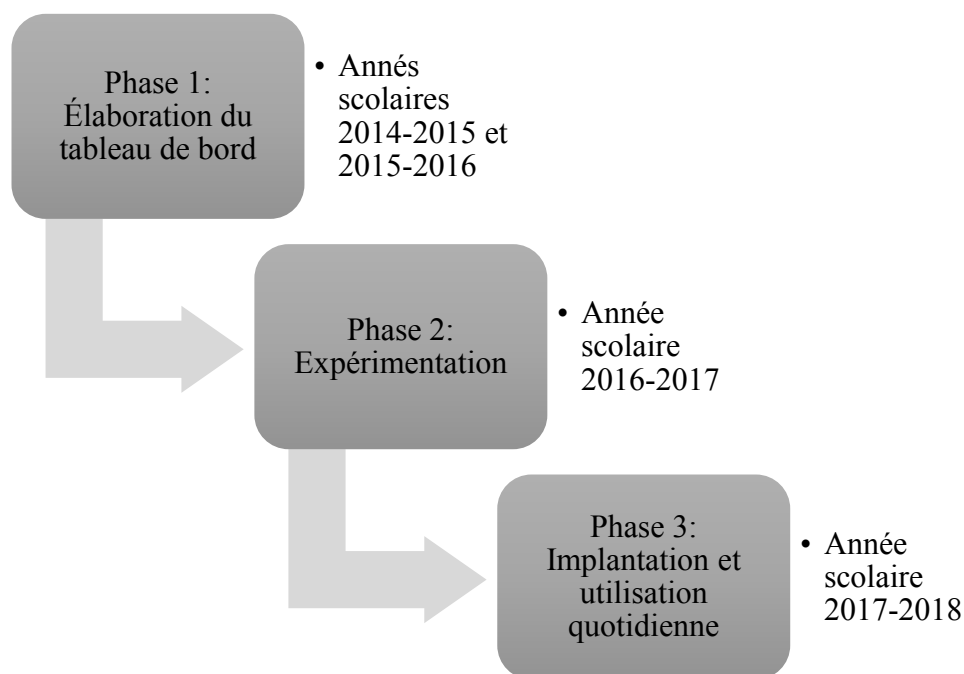 Phase 1:
Élaboration du
tableau de bord
• Annés
scolaires
2014-2015 et
2015-2016
Phase 2:
Expérimentation
• Année
scolaire
2016-2017
Phase 3:
Implantation et
utilisation
quotidienne
• Année
scolaire
2017-2018